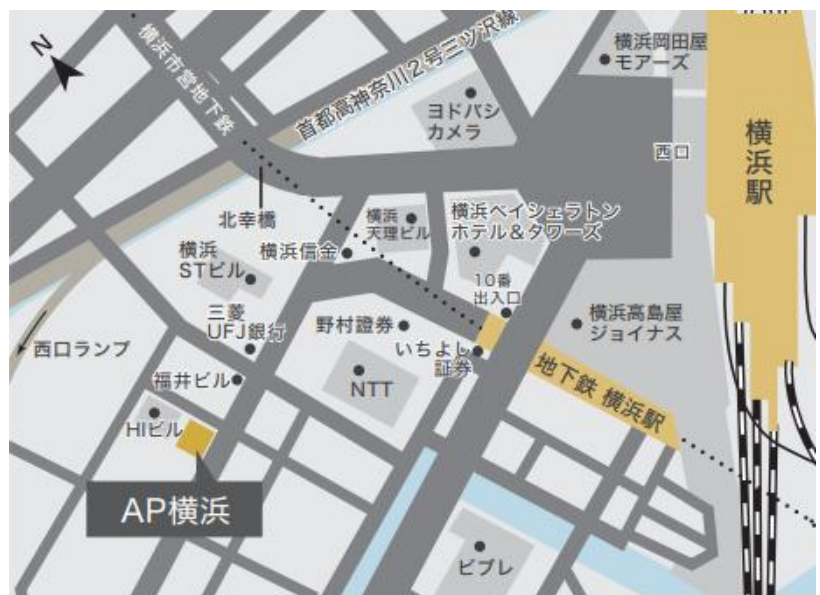 N
横浜市営地下鉄
首都高神奈川2号三ツ沢線
横浜岡田屋
モアーズ
ヨドバシ
カメラ
西口
横浜駅
北幸橋
横浜
天理ビル
横浜ベイシェラトン
ホテル&タワーズ
横浜
STビル
横浜信金
10番
出入口
三菱
UFJ銀行
野村證券
横浜高島屋
ジョイナス
西口ランプ
いちよし
証券
地下鉄 横浜駅
福井ビル
NTT
HIビル
AP横浜
ビブレ